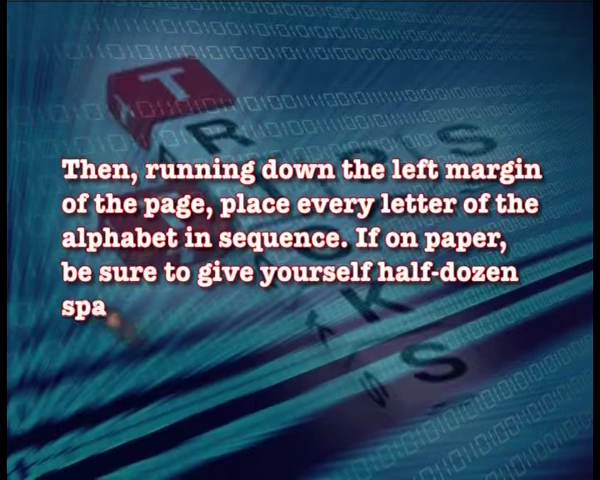 Then, running down the left margin
of the page, place every letter of the
alphabet in sequence. If on paper,
be sure to give yourself half-dozen
spa